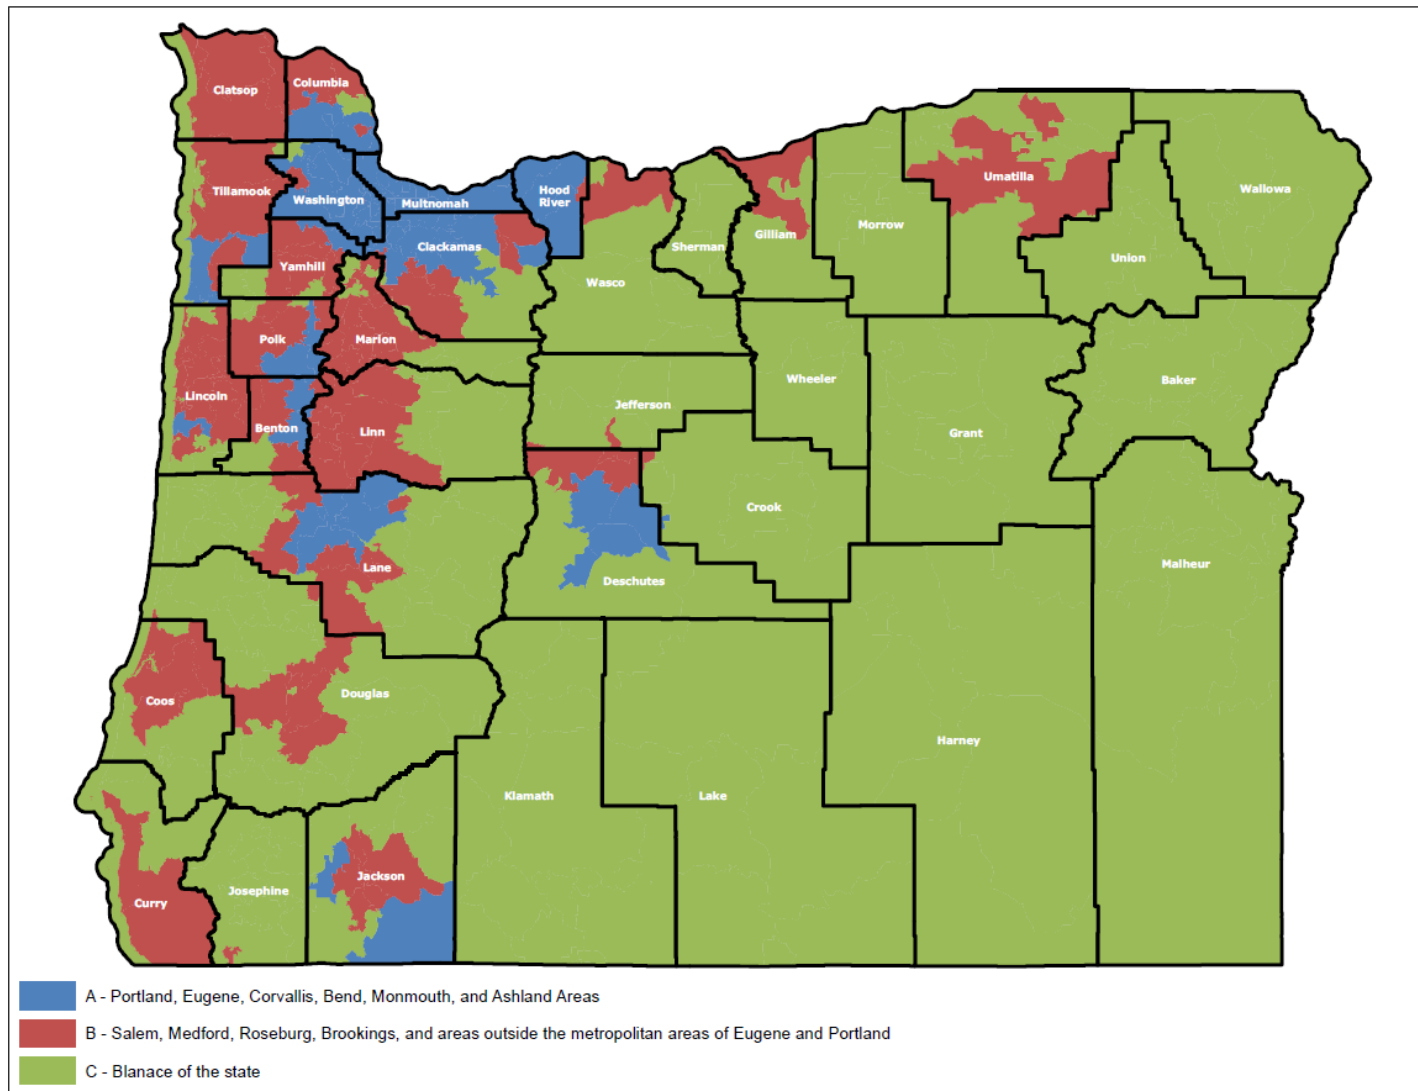 Clatsop
Columbia
Tillamook
Washington
Multnomah
Hood
River
Clackamas
Yamhill
Wasco
Sherman
Gilliam
Morrow
Umatilla
Union
Wallowa
Polk
Marion
Lincoln
Benton
Linn
Jefferson
Wheeler
Grant
Baker
Crook
Lane
Deschutes
Malheur
Coos
Douglas
Klamath
Lake
Harney
Curry
Josephine
Jackson
A - Portland, Eugene, Corvallis, Bend, Monmouth, and Ashland Areas
B - Salem, Medford, Roseburg, Brookings, and areas outside the metropolitan areas of Eugene and Portland
C - Blanace of the state